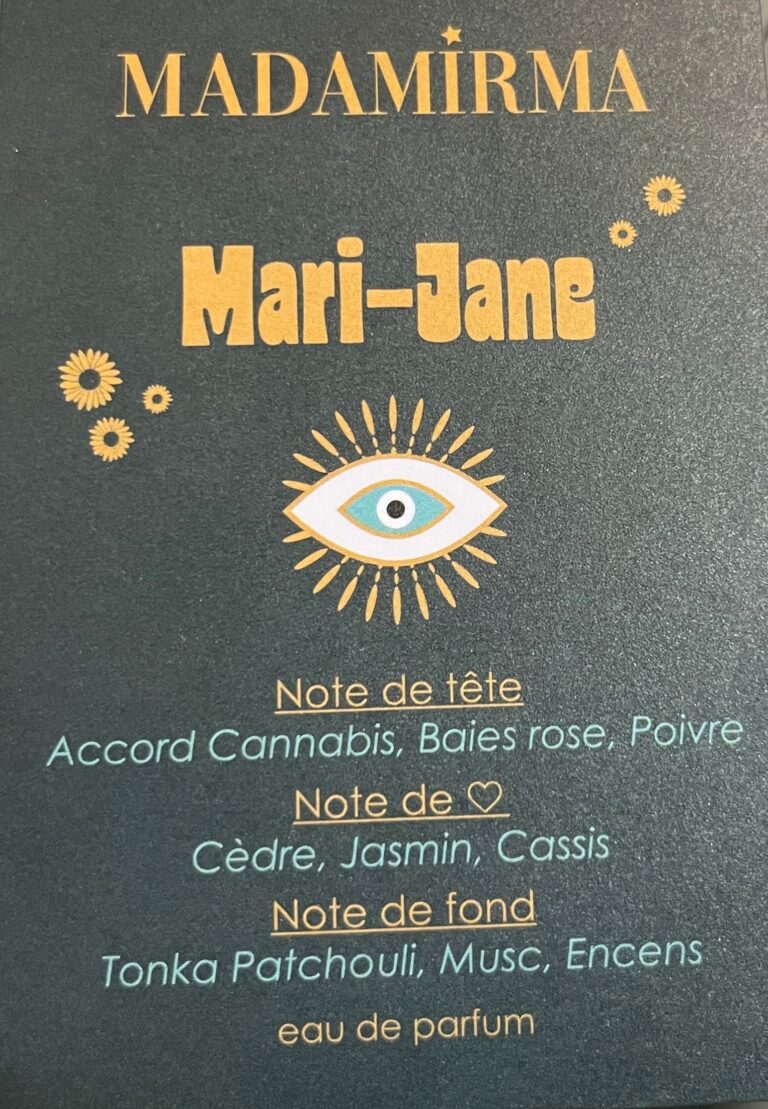 MADAMIRMA
Mari-Jane
Note de tête
Accord Cannabis, Baies rose, Poivre
Note de ♡
Cèdre, Jasmin, Cassis
Note de fond
Tonka Patchouli, Musc, Encens
eau de parfum